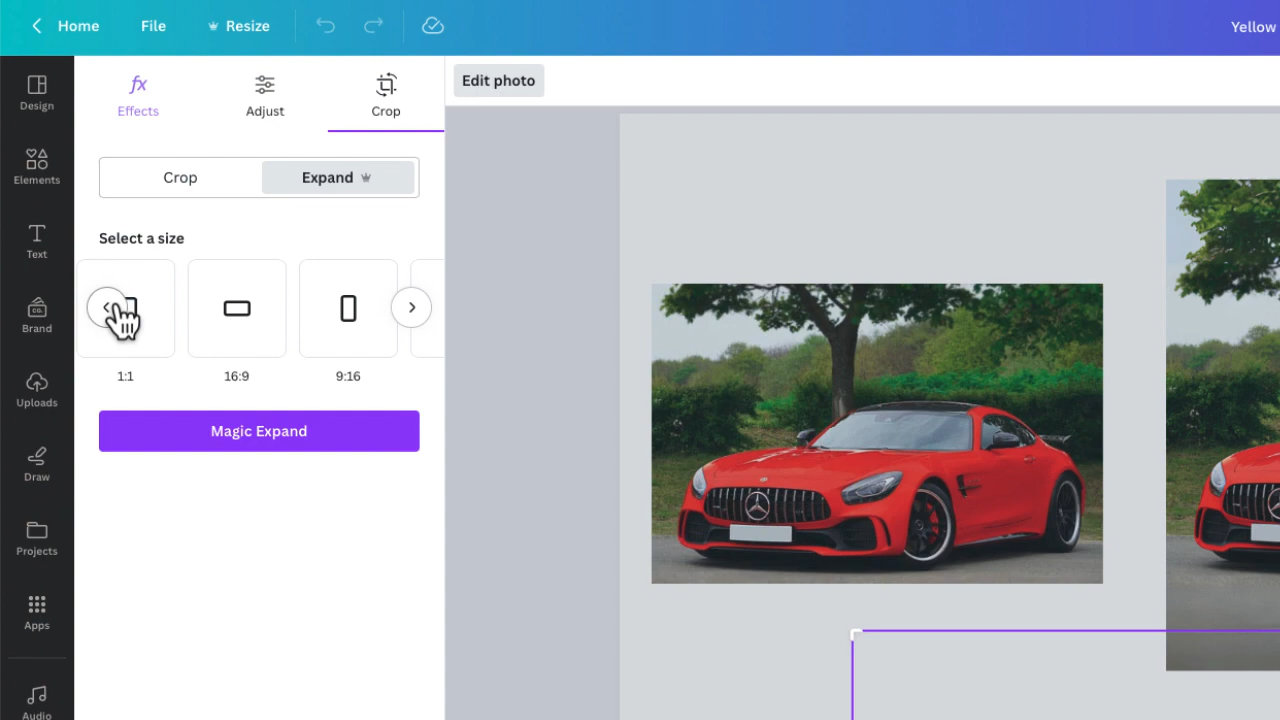 Home File Resize Yellow
Effects Adjust Crop Edit photo
Design
Crop Expand
Elements
Select a size
Text
Brand
1:1 16:9 9:16
Uploads
Magic Expand
Draw
Projects
Apps
Audio